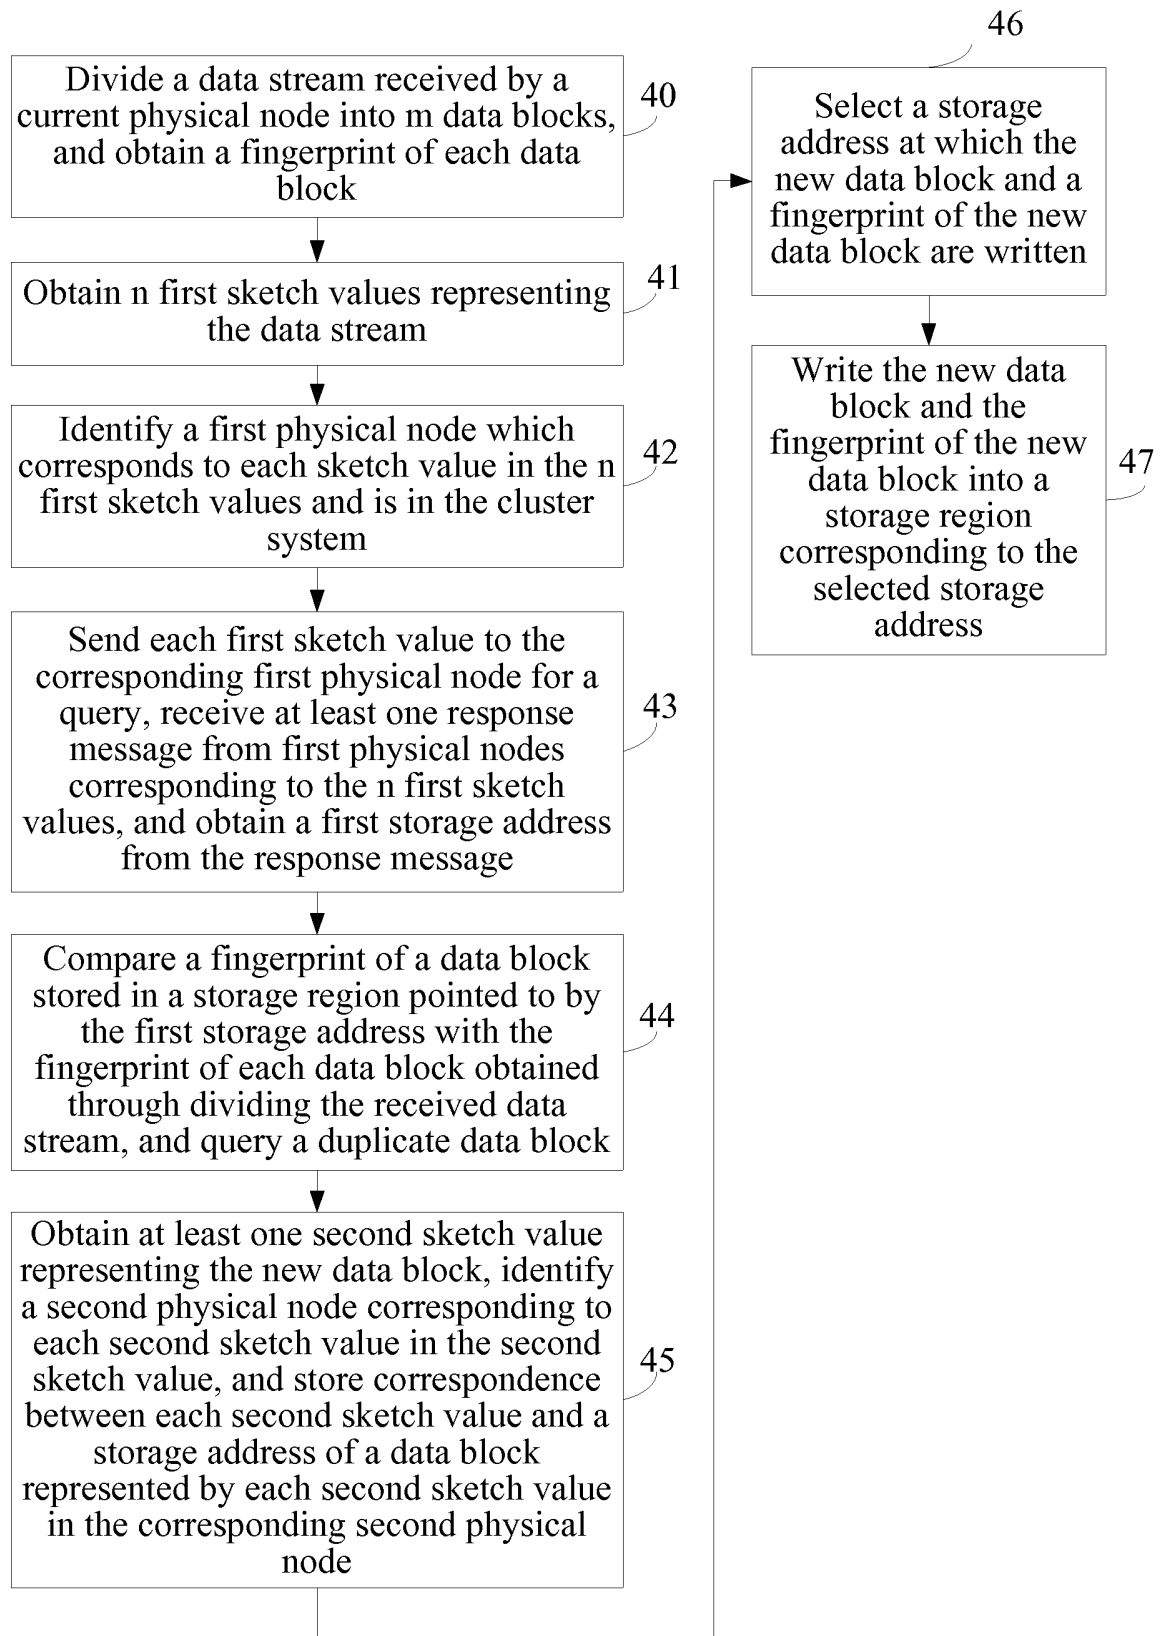 Divide a data stream received by a
current physical node into m data blocks,
and obtain a fingerprint of each data
block
40
Obtain n first sketch values representing
the data stream
41
Identify a first physical node which
corresponds to each sketch value in the n
first sketch values and is in the cluster
system
42
Send each first sketch value to the
corresponding first physical node for a
query, receive at least one response
message from first physical nodes
corresponding to the n first sketch
values, and obtain a first storage address
from the response message
43
Compare a fingerprint of a data block
stored in a storage region pointed to by
the first storage address with the
fingerprint of each data block obtained
through dividing the received data
stream, and query a duplicate data block
44
Obtain at least one second sketch value
representing the new data block, identify
a second physical node corresponding to
each second sketch value in the second
sketch value, and store correspondence
between each second sketch value and a
storage address of a data block
represented by each second sketch value
in the corresponding second physical
node
45
46
Select a storage
address at which the
new data block and a
fingerprint of the new
data block are written
Write the new data
block and the
fingerprint of the new
data block into a
storage region
corresponding to the
selected storage
address
47